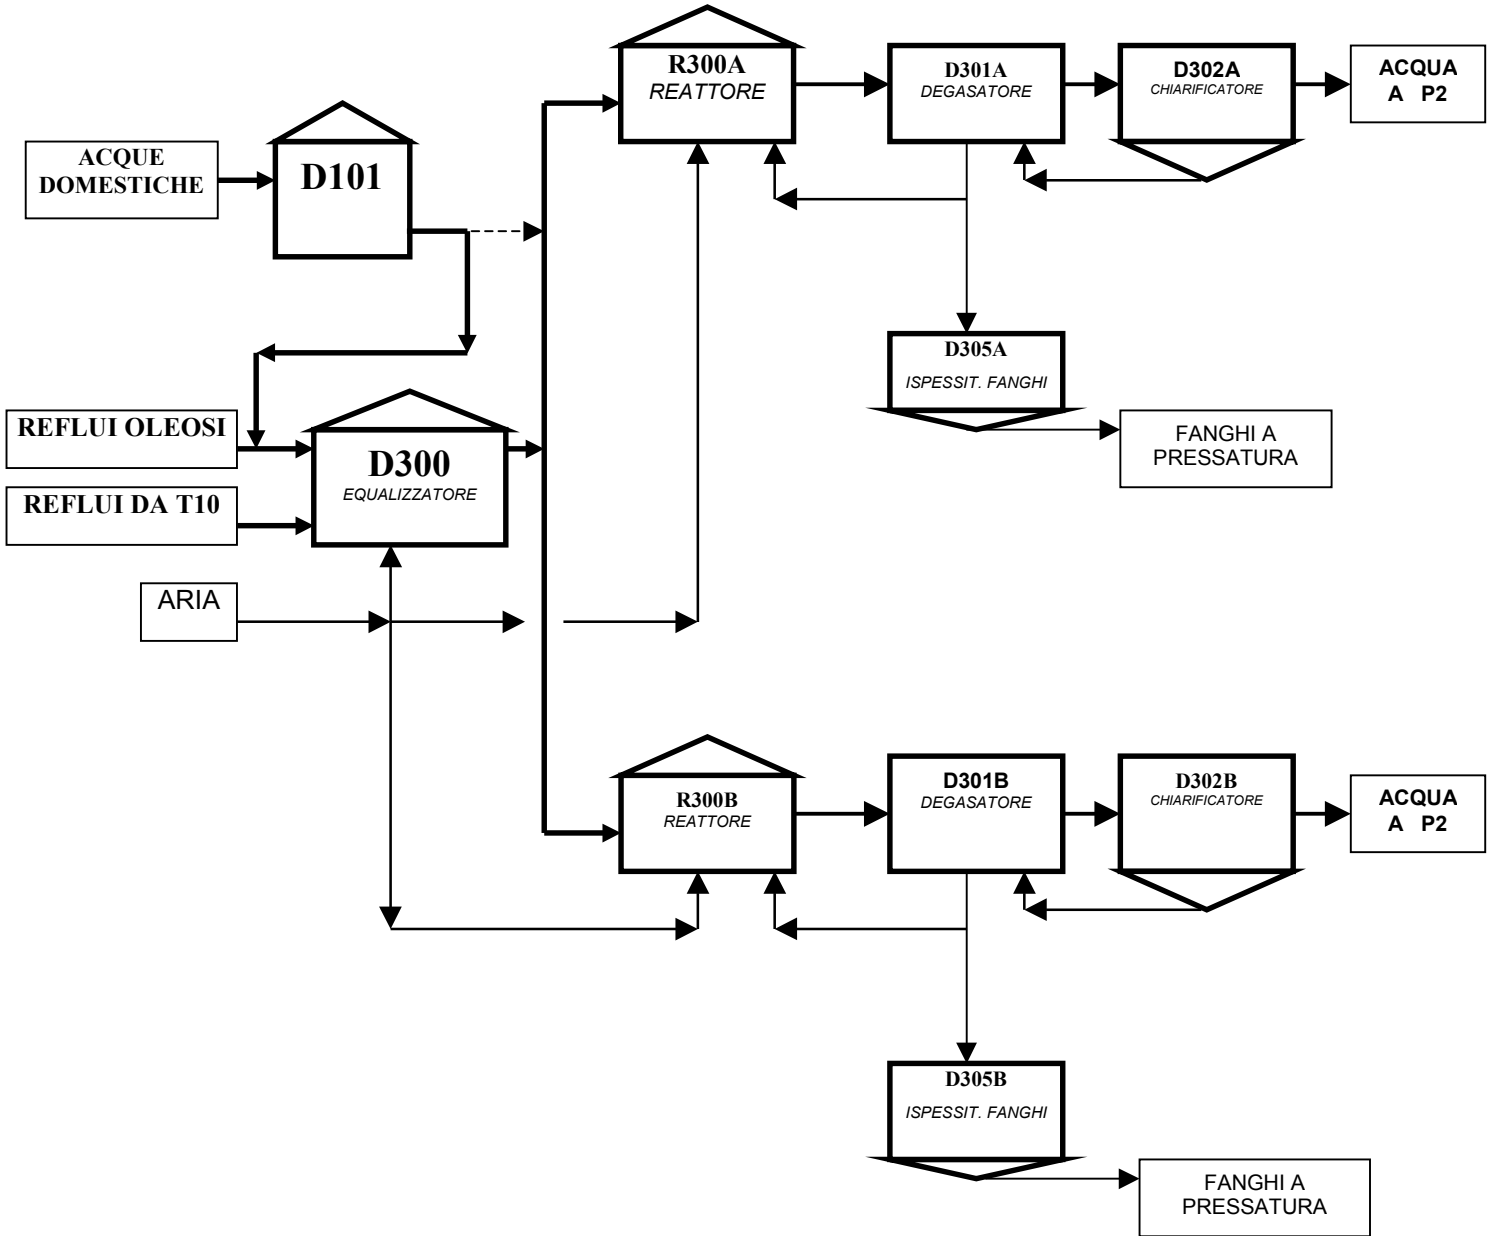 R300A
REATTORE
D301A
DEGASATORE
D302A
CHIARIFICATORE
ACQUA
A P2
ACQUE
DOMESTICHE
D101
D305A
ISPESSIT. FANGHI
REFLUI OLEOSI
D300
EQUALIZZATORE
FANGHI A
PRESSATURA
REFLUI DA T10
ARIA
R300B
REATTORE
D301B
DEGASATORE
D302B
CHIARIFICATORE
ACQUA
A P2
D305B
ISPESSIT. FANGHI
FANGHI A
PRESSATURA